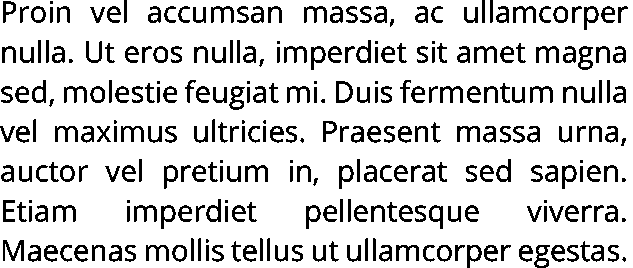 Proin vel accumsan massa, ac ullamcorper
nulla. Ut eros nulla, imperdiet sit amet magna
sed, molestie feugiat mi. Duis fermentum nulla
vel maximus ultricies. Praesent massa urna,
auctor vel pretium in, placerat sed sapien.
Etiam imperdiet pellentesque viverra.
Maecenas mollis tellus ut ullamcorper egestas.